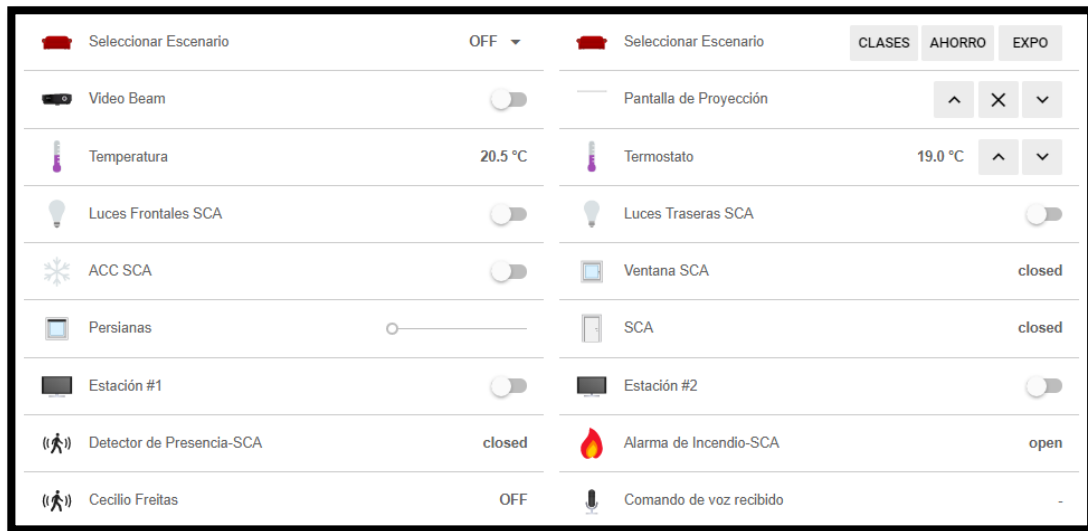 Seleccionar Escenario OFF
Seleccionar Escenario CLASES AHORRO EXPO
Video Beam
Pantalla de Proyección
Temperatura 20.5 °C
Termostato 19.0 °C
Luces Frontales SCA
Luces Traseras SCA
ACC SCA
Ventana SCA closed
Persianas
SCA closed
Estación #1
Estación #2
Detector de Presencia-SCA closed
Alarma de Incendio-SCA open
Cecilio Freitas OFF
Comando de voz recibido -